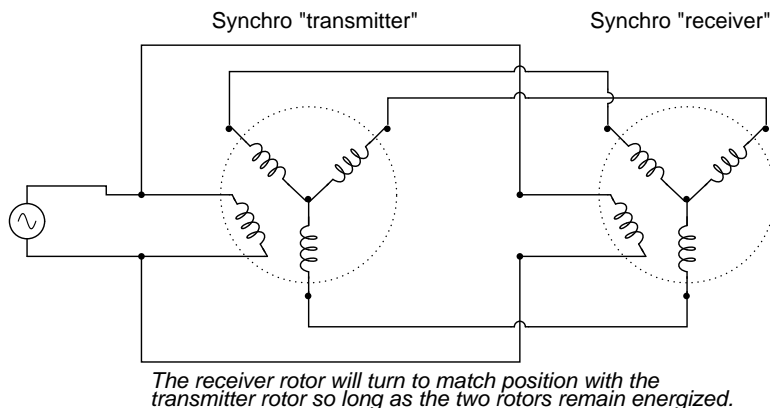 Synchro "transmitter"
Synchro "receiver"
The receiver rotor will turn to match position with the
transmitter rotor so long as the two rotors remain energized.